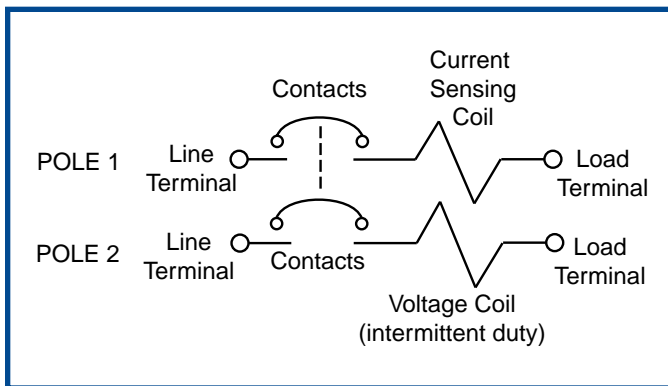 Current
Sensing
Coil
Contacts
POLE 1
Line
Terminal
Load
Terminal
POLE 2
Line
Terminal
Contacts
Load
Terminal
Voltage Coil
(intermittent duty)